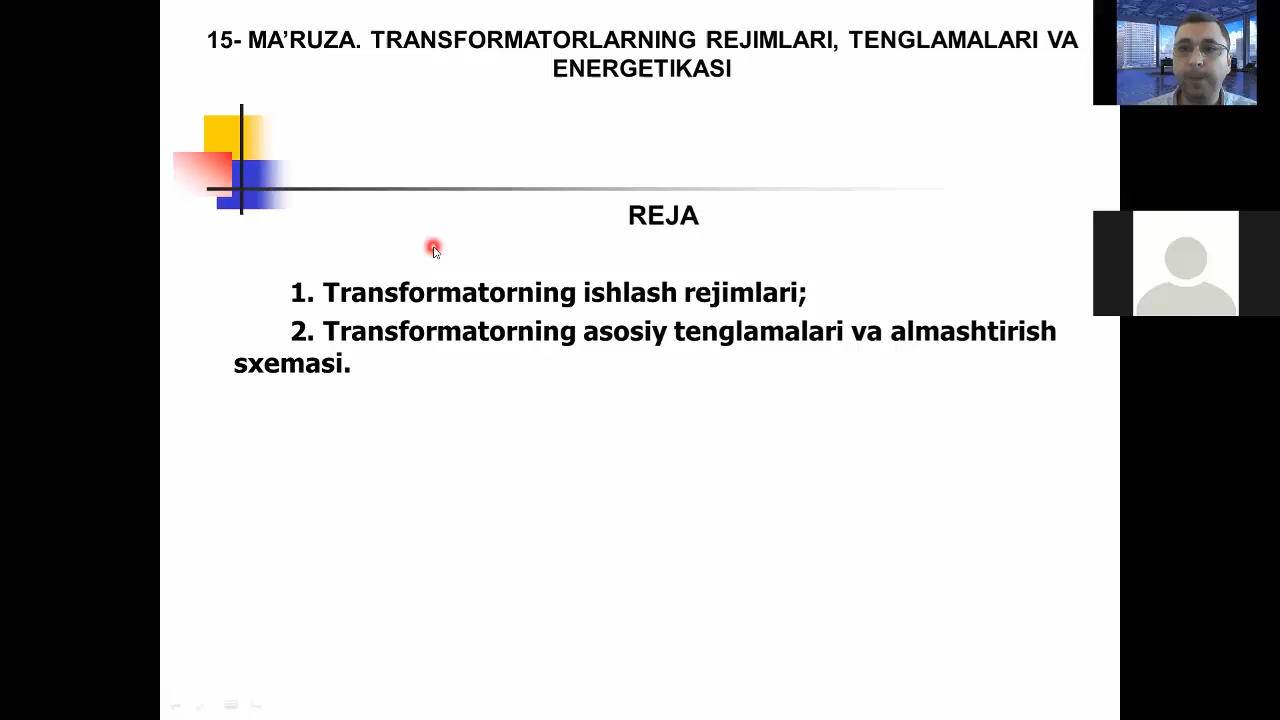 15- MA’RUZA. TRANSFORMATORLARNING REJIMLARI, TENGLAMALARI VA
ENERGETIKASI
REJA
1. Transformatorning ishlash rejimlari;
2. Transformatorning asosiy tenglamalari va almashtirish
sxemasi.